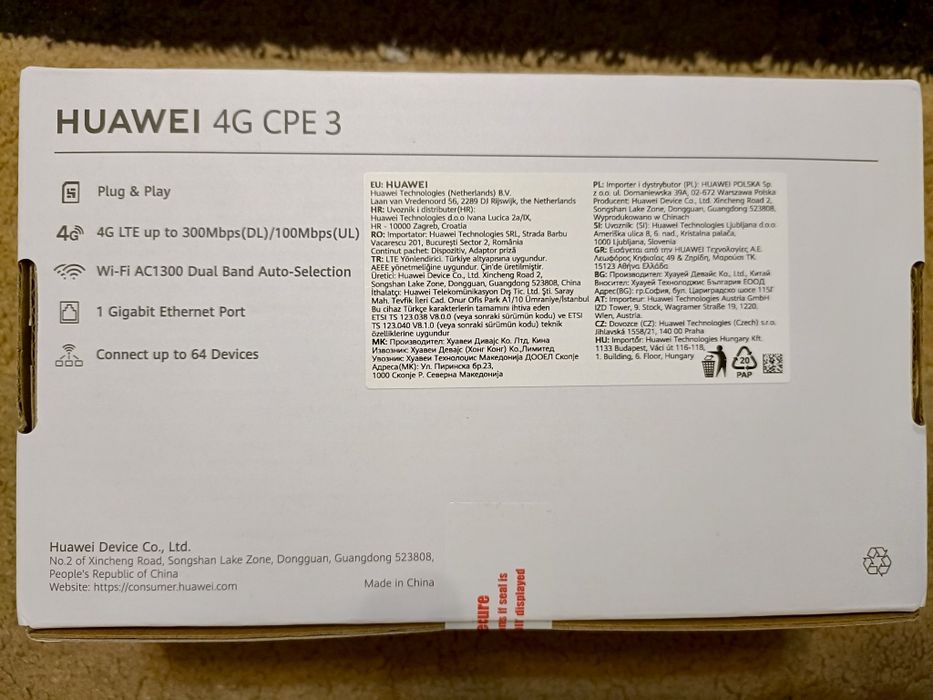 HUAWEI 4G CPE 3
Plug & Play
4G 4G LTE up to 300Mbps(DL)/100Mbps(UL)
Wi-Fi AC1300 Dual Band Auto-Selection
1 Gigabit Ethernet Port
Connect up to 64 Devices
EU: HUAWEI
Huawei Technologies (Netherlands) B.V.
Laan van Vredenoord 56, 2289 DJ Rijswijk, the Netherlands
HR: Uvoznik i distributer(HR):
Huawei Technologies d.o.o Ivana Lucica 2a/IX,
HR - 10000 Zagreb, Croatia
RO: Importator: Huawei Technologies SRL, Strada Barbu
Vacarescu 201, București Sector 2, România
Continut pachet: Dispozitiv, Adaptor priză
TR: LTE Yönlendirici. Türkiye altyapısına uygundur.
AEEE yönetmeliğine uygundur. Çin'de üretilmiştir.
Üretici: Huawei Device Co., Ltd. Xincheng Road 2,
Songshan Lake Zone, Dongguan, Guangdong 523808, China
İthalatçı: Huawei Telekomünikasyon Dış Tic. Ltd. Şti. Saray
Mah. Tevfik İleri Cad. Onur Ofis Park A1/10 Ümraniye/İstanbul
Bu cihaz Türkçe karakterlerin tamamını ihtiva eden
ETSI TS 123.038 V8.0.0 (veya sonraki sürümün kodu) ve ETSI
TS 123.040 V8.1.0 (veya sonraki sürümün kodu) teknik
özelliklerine uygundur
MK: Производител: Хуавеи Дивајс Ко. Лтд, Кина
Извозник: Хуавеи Девајс (Хонг Конг) Ко.,Лимитед
Увозник: Хуавеи Технолоџис Македонија ДООЕЛ Скопје
Адреса(МК): Ул. Пиринска бр.23,
1000 Скопје Р. Северна Македонија
PL: Importer i dystrybutor (PL): HUAWEI POLSKA Sp.
z o.o. ul. Domaniewska 39A, 02-672 Warszawa Polska
Producent: Huawei Device Co., Ltd. Xincheng Road 2,
Songshan Lake Zone, Dongguan, Guangdong 523808,
Wyprodukowano w Chinach
SI: Uvoznik: (SI): Huawei Technologies Ljubljana d.o.o.
Ameriška ulica 8, 6. nad., Kristalna palača,
1000 Ljubljana, Slovenia
GR: Εισάγεται από την HUAWEI Τεχνολογίες Α.Ε.
Λεωφόρος Κηφισίας 49 & Ζηρίδη, Μαρούσι ΤΚ.
15123 Αθήνα Ελλάδα
BG: Производител: Хуауей Девайс Ко., Лtd., Китай
Вносител: Хуауей Технолоджис България ЕООД
Адрес(BG): гр.София, бул. Цариградско шосе 115Г
AT: Importeur: Huawei Technologies Austria GmbH
IZD Tower, 9. Stock, Wagramer Straße 19, 1220,
Wien, Austria.
CZ: Dovozce (CZ): Huawei Technologies (Czech) s.r.o.
Jihlavská 1558/21, 140 00 Praha
HU: Importőr: Huawei Technologies Hungary Kft.
1133 Budapest, Váci út 116-118,
1. Building, 6. Floor, Hungary
20
PAP
Huawei Device Co., Ltd.
No.2 of Xincheng Road, Songshan Lake Zone, Dongguan, Guangdong 523808,
People's Republic of China
Website: https://consumer.huawei.com
Made in China
ecure
ns if seal is
ur displayed